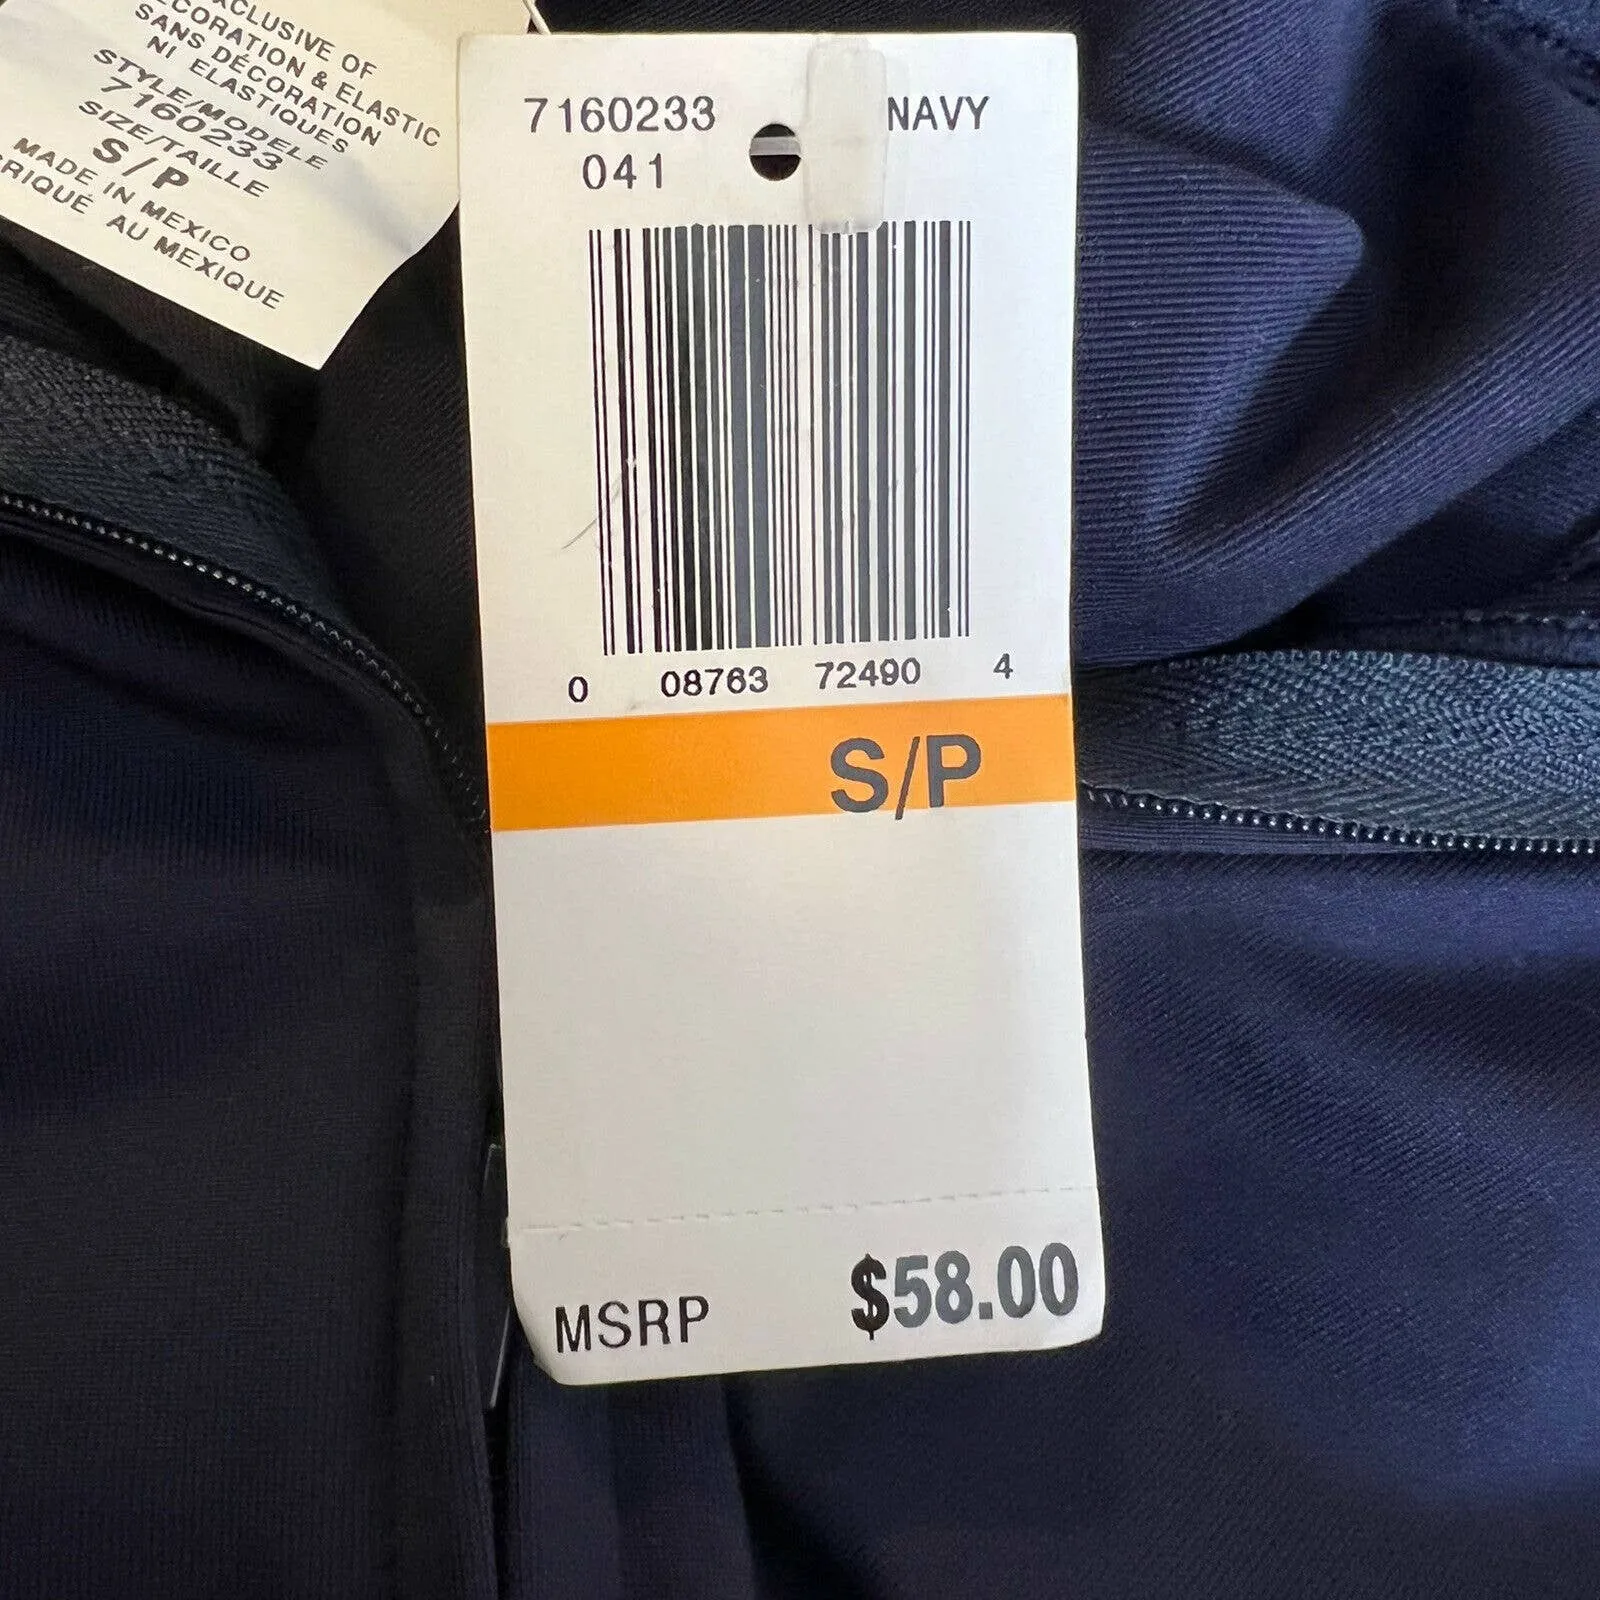 EXCLUSIVE OF
DECORATION & ELASTIC
SANS DÉCORATION
NI ELASTIQUES
STYLE/MODELE
7160233
SIZE/TAILLE
S/P
MADE IN MEXICO
AU MEXIQUE
7160233 NAVY
041
0 08763 72490 4
S/P
MSRP $58.00